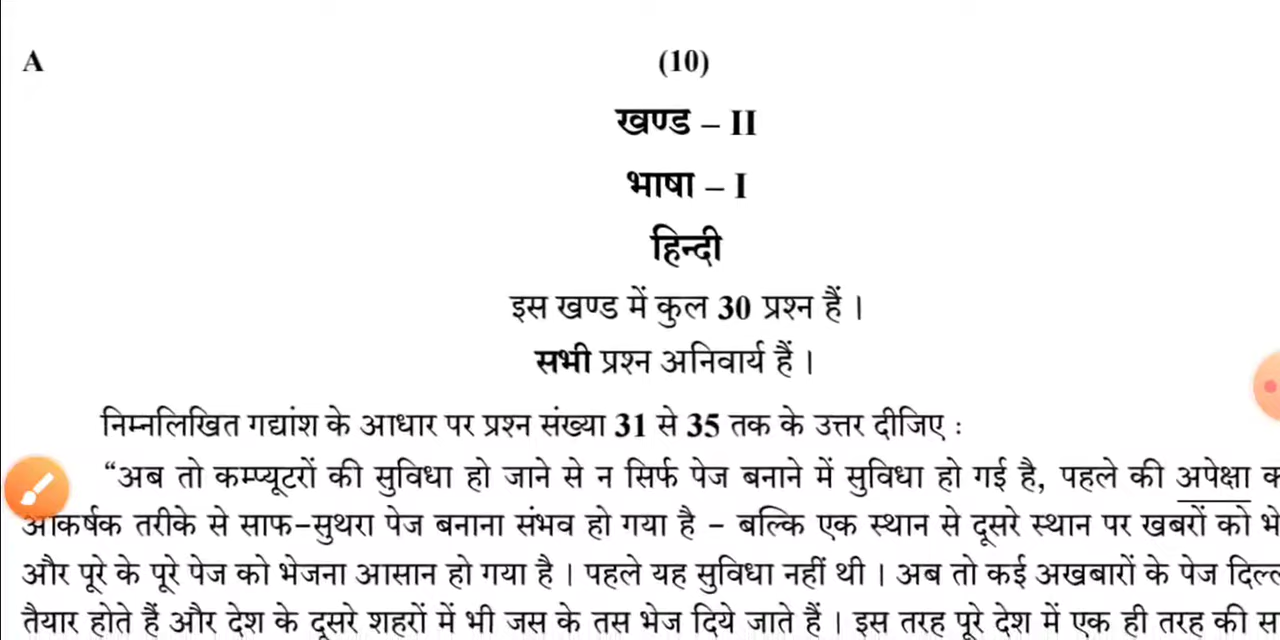 A
(10)
खण्ड – II
भाषा – I
हिन्दी
इस खण्ड में कुल 30 प्रश्न हैं ।
सभी प्रश्न अनिवार्य हैं ।
निम्नलिखित गद्यांश के आधार पर प्रश्न संख्या 31 से 35 तक के उत्तर दीजिए :
“अब तो कम्प्यूटरों की सुविधा हो जाने से न सिर्फ पेज बनाने में सुविधा हो गई है, पहले की अपेक्षा
आकर्षक तरीके से साफ-सुथरा पेज बनाना संभव हो गया है – बल्कि एक स्थान से दूसरे स्थान पर खबरों को
और पूरे के पूरे पेज को भेजना आसान हो गया है । पहले यह सुविधा नहीं थी । अब तो कई अखबारों के पेज
तैयार होते हैं और देश के दूसरे शहरों में भी जस के तस भेज दिये जाते हैं । इस तरह पूरे देश में एक ही तरह की